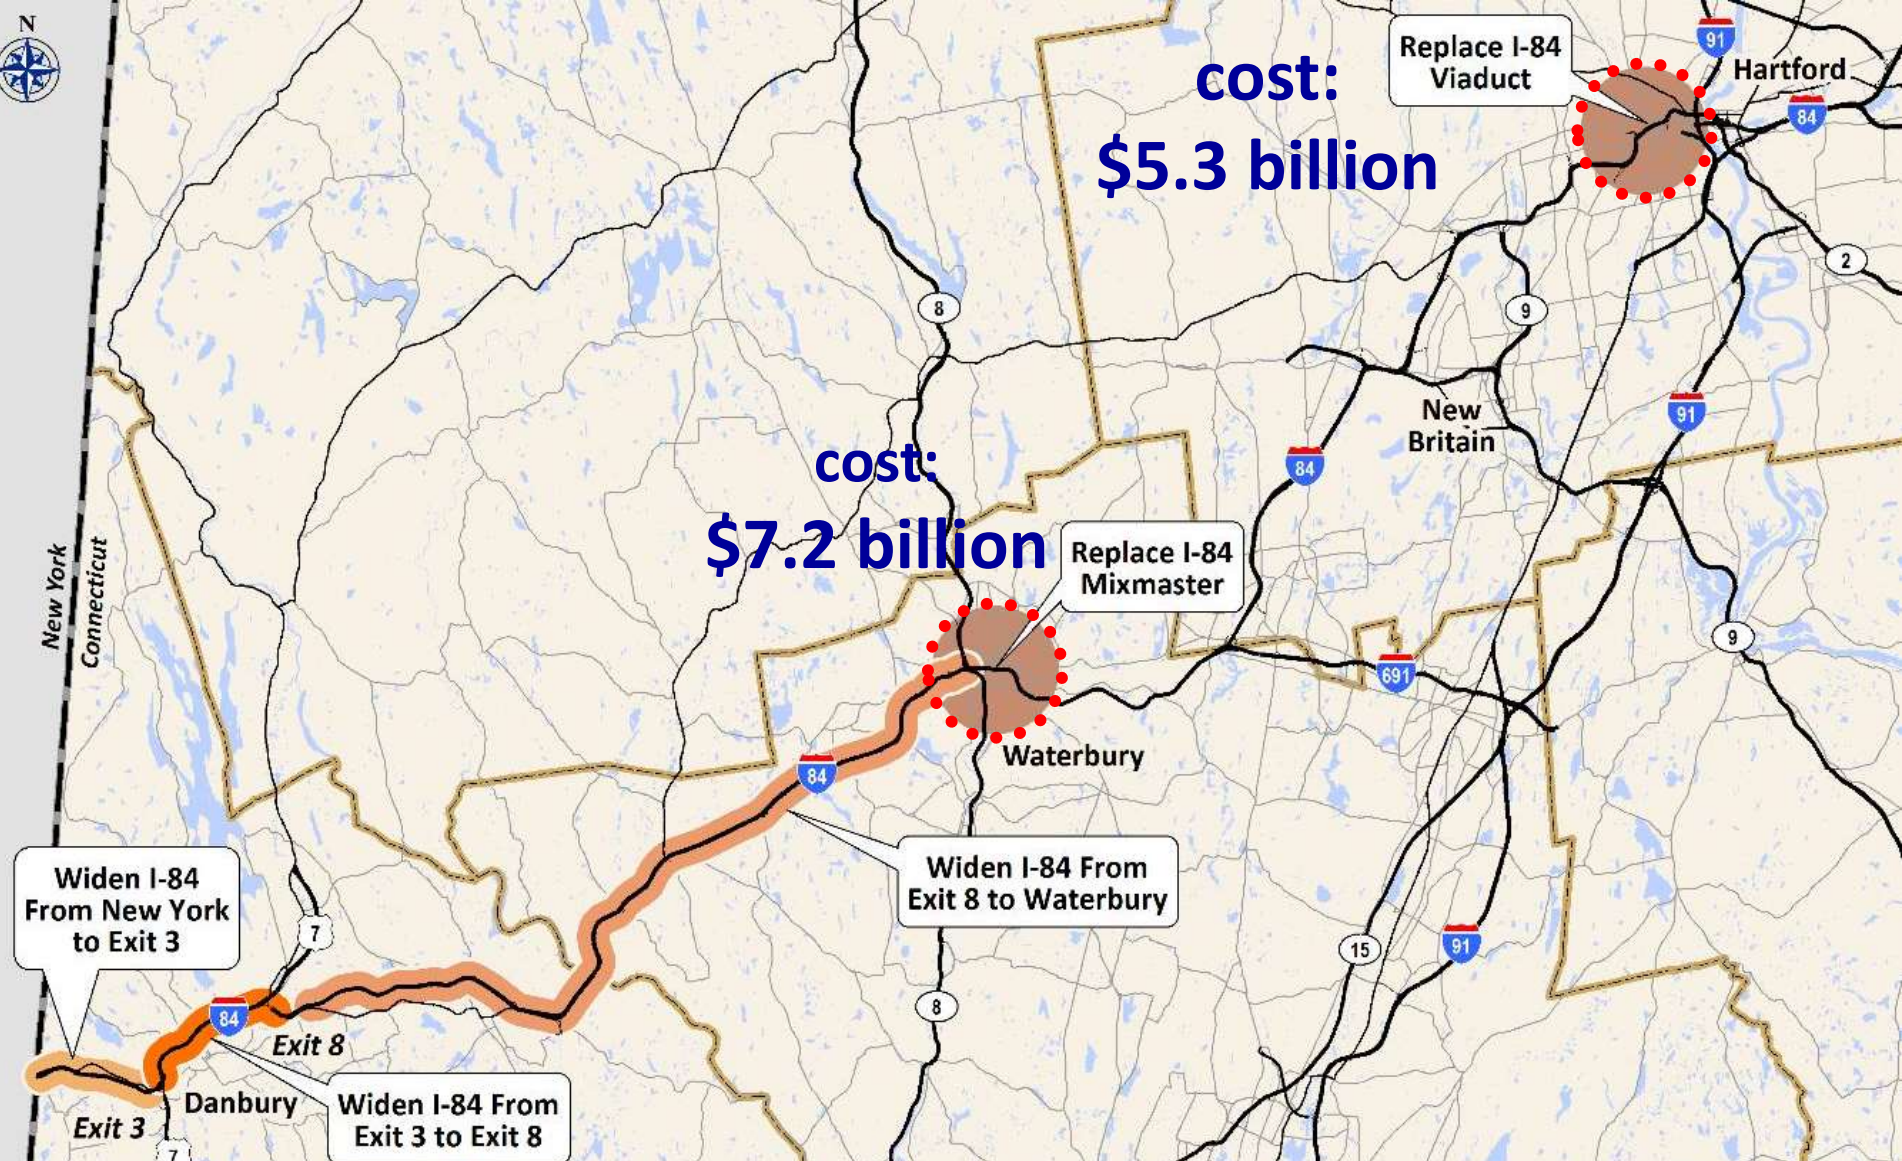 N
91
Replace I-84
Viaduct
Hartford
84
cost:
$5.3 billion
2
8
9
New
Britain
91
84
cost:
$7.2 billion
Replace I-84
Mixmaster
New York
Connecticut
9
691
Waterbury
84
Widen I-84
From New York
to Exit 3
Widen I-84 From
Exit 8 to Waterbury
7
15
91
8
84
Exit 8
Danbury
Exit 3
Widen I-84 From
Exit 3 to Exit 8
7